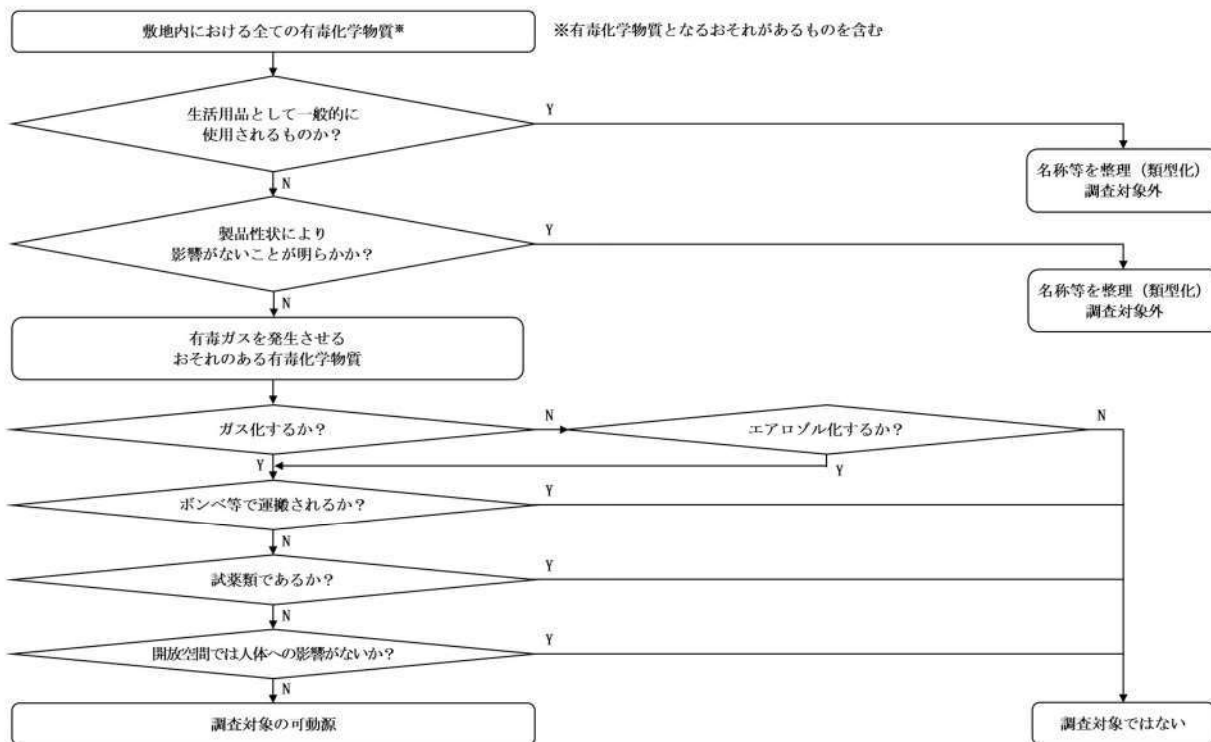 敷地内における全ての有毒化学物質※
※有毒化学物質となるおそれがあるものを含む
生活用品として一般的に
使用されるものか？
Y
N
名称等を整理（類型化）
調査対象外
製品性状により
影響がないことが明らかか？
Y
N
名称等を整理（類型化）
調査対象外
有毒ガスを発生させる
おそれのある有毒化学物質
ガス化するか？
N
エアロゾル化するか？
N
Y
Y
ボンベ等で運搬されるか？
Y
N
試薬類であるか？
Y
N
開放空間では人体への影響がないか？
Y
N
調査対象の可動源
調査対象ではない